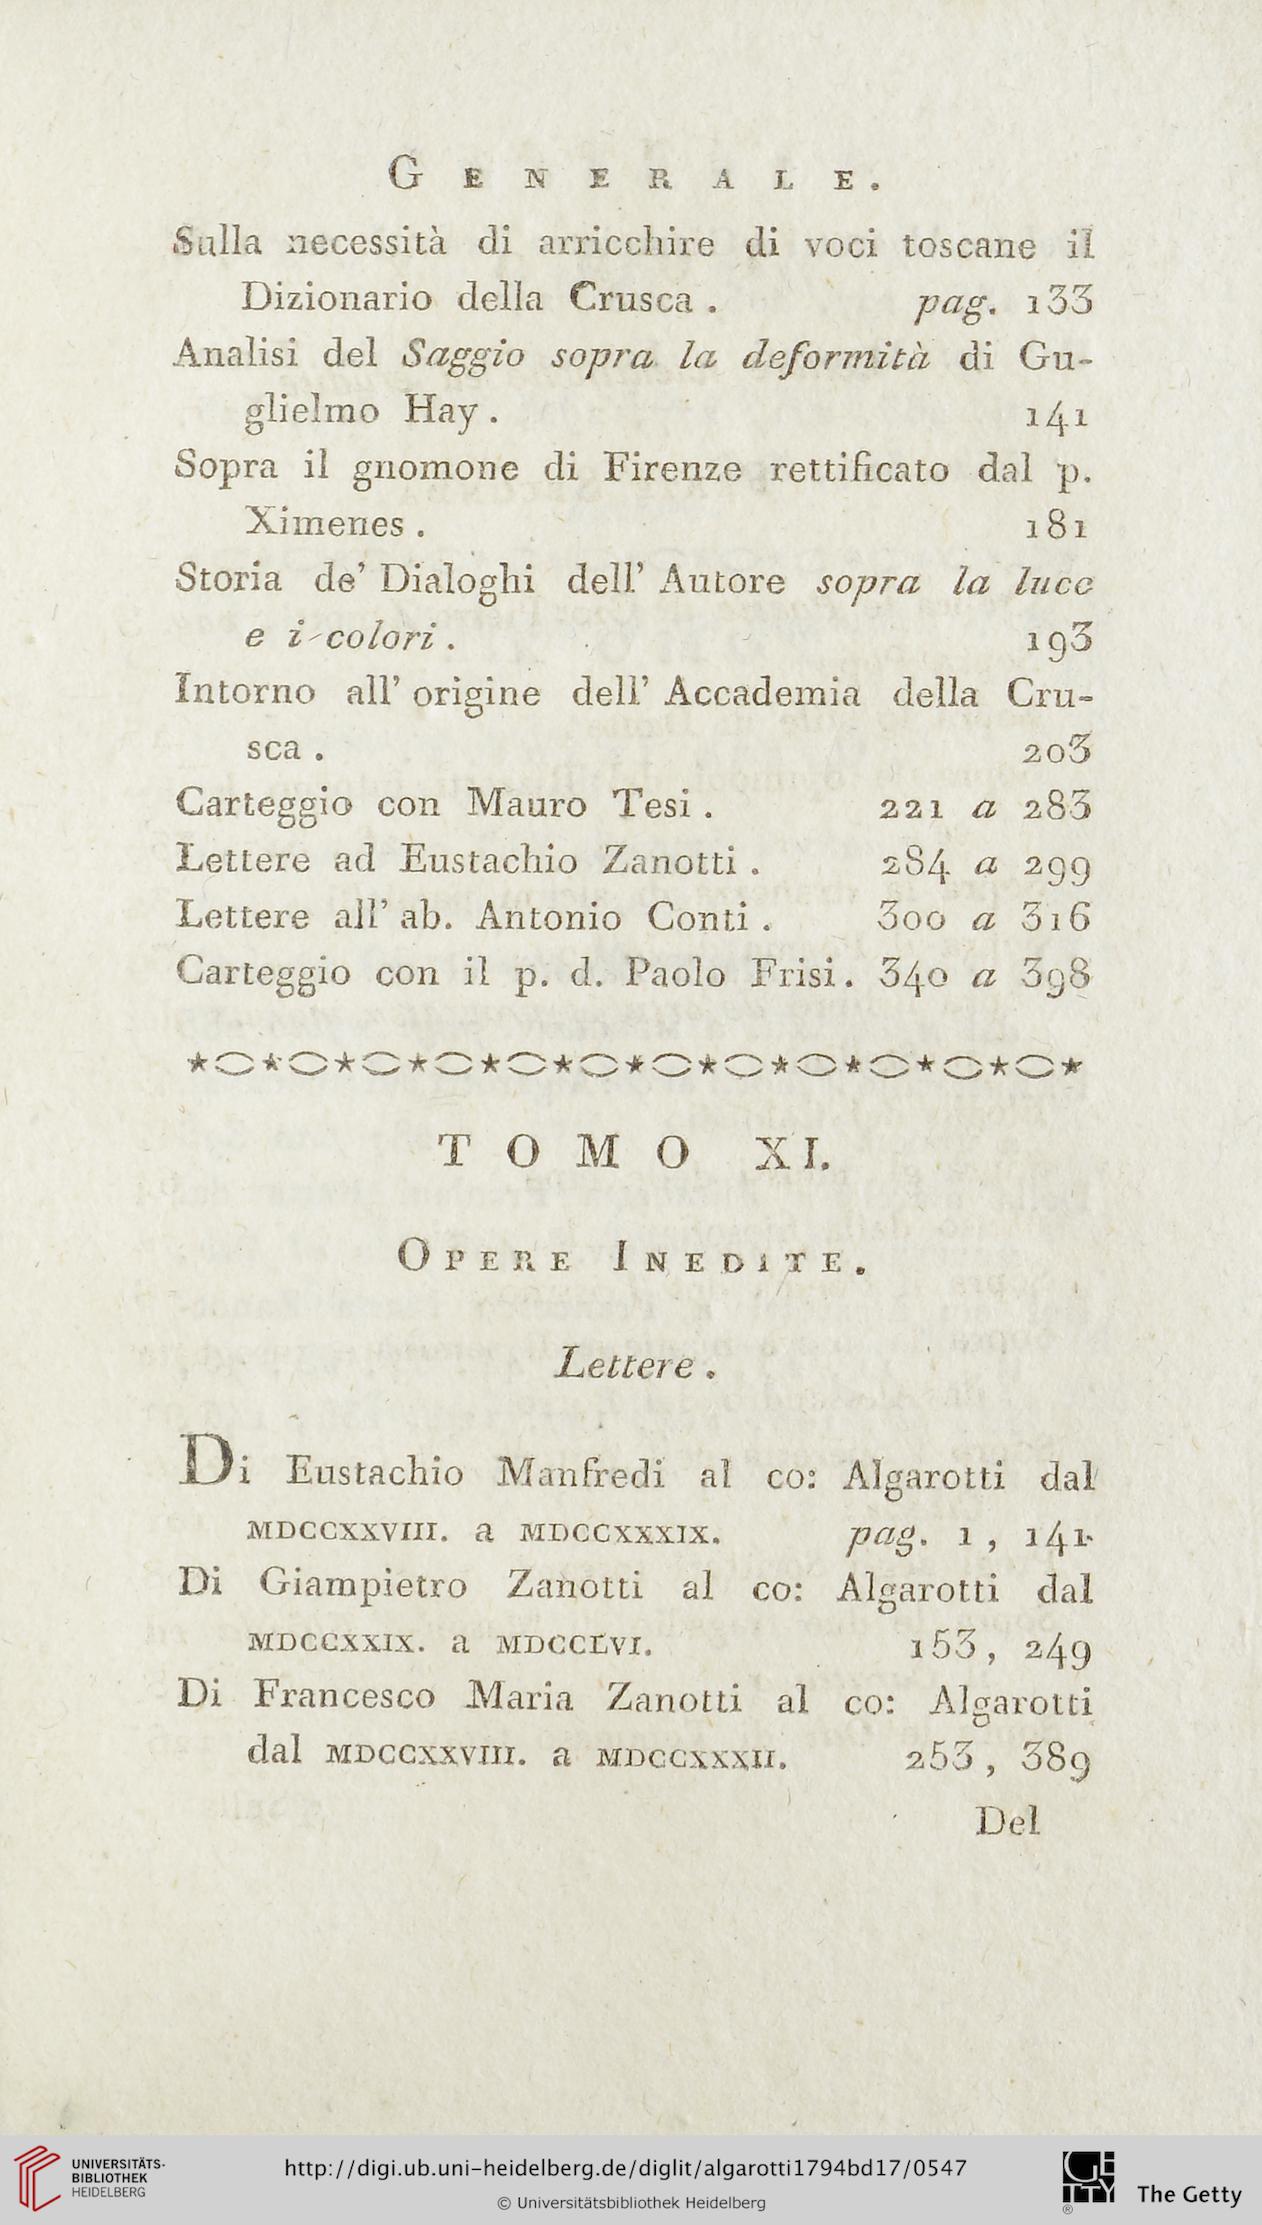 GENERALE.
Sulla necessità di arricchire di voci toscane il
Dizionario della Crusca. pag. 133
Analisi del Saggio sopra la deformità di Gu-
glielmo Hay. 141
Sopra il gnomone di Firenze rettificato dal p.
Ximenes. 181
Storia de' Dialoghi dell' Autore sopra la luce
e i colori. 193
Intorno all' origine dell' Accademia della Cru-
sca. 203
Carteggio con Mauro Tesi. 221 a 283
Lettere ad Eustachio Zanotti. 284 a 299
Lettere all' ab. Antonio Conti. 300 a 316
Carteggio con il p. d. Paolo Frisi. 340 a 398
TOMO XI.
OPERE INEDITE.
Lettere.
Di Eustachio Manfredi al co: Algarotti dal
MDCCXXVIII. a MDCCXXXIX. pag. 1, 141
Di Giampietro Zanotti al co: Algarotti dal
MDCCXXIX. a MDCCLVI. 153, 249
Di Francesco Maria Zanotti al co: Algarotti
dal MDCCXXVIII. a MDCCXXXII. 253, 389
Del
UNIVERSITÄTS-
BIBLIOTHEK
HEIDELBERG
http://digi.ub.uni-heidelberg.de/diglit/algarotti1794bd17/0547
© Universitätsbibliothek Heidelberg
GETTY
®
The Getty